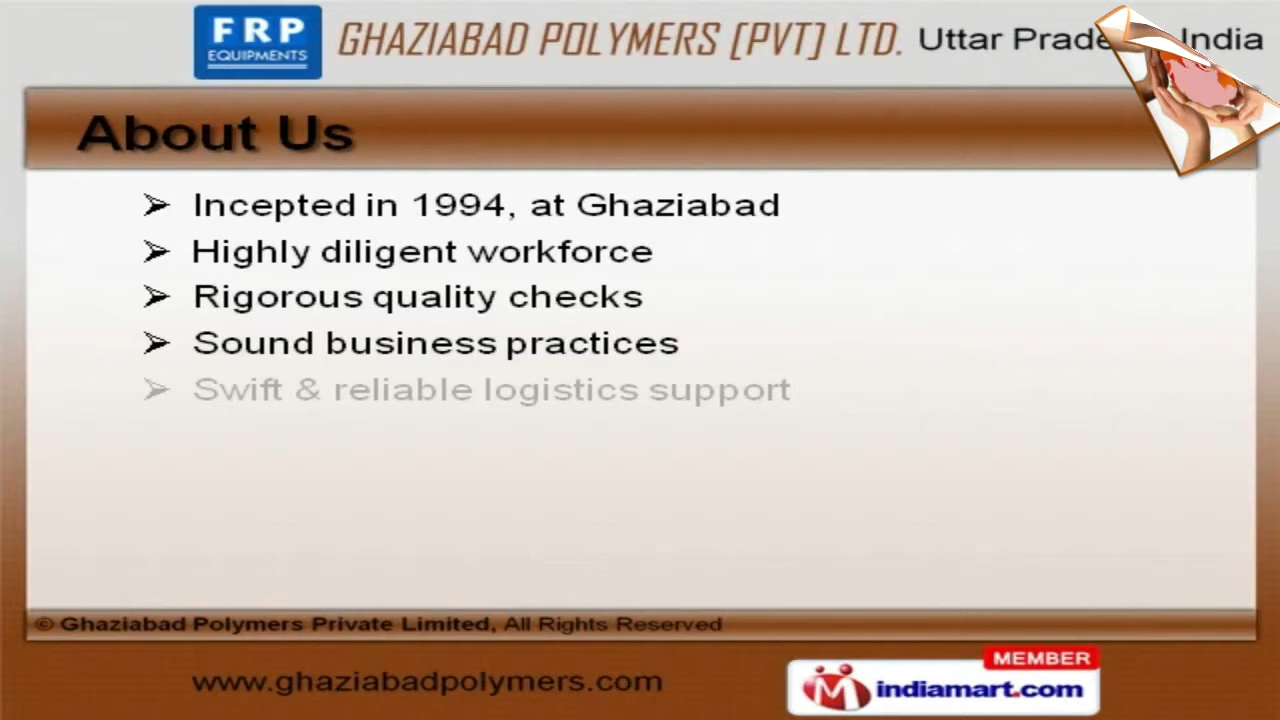 FRP
EQUIPMENTS
GHAZIABAD POLYMERS (PVT) LTD.
Uttar India
About Us
➢ Incepted in 1994, at Ghaziabad
➢ Highly diligent workforce
➢ Rigorous quality checks
➢ Sound business practices
➢ Swift & reliable logistics support
© Ghaziabad Polymers Private Limited, All Rights Reserved
www.ghaziabadpolymers.com
MEMBER
indiamart.com